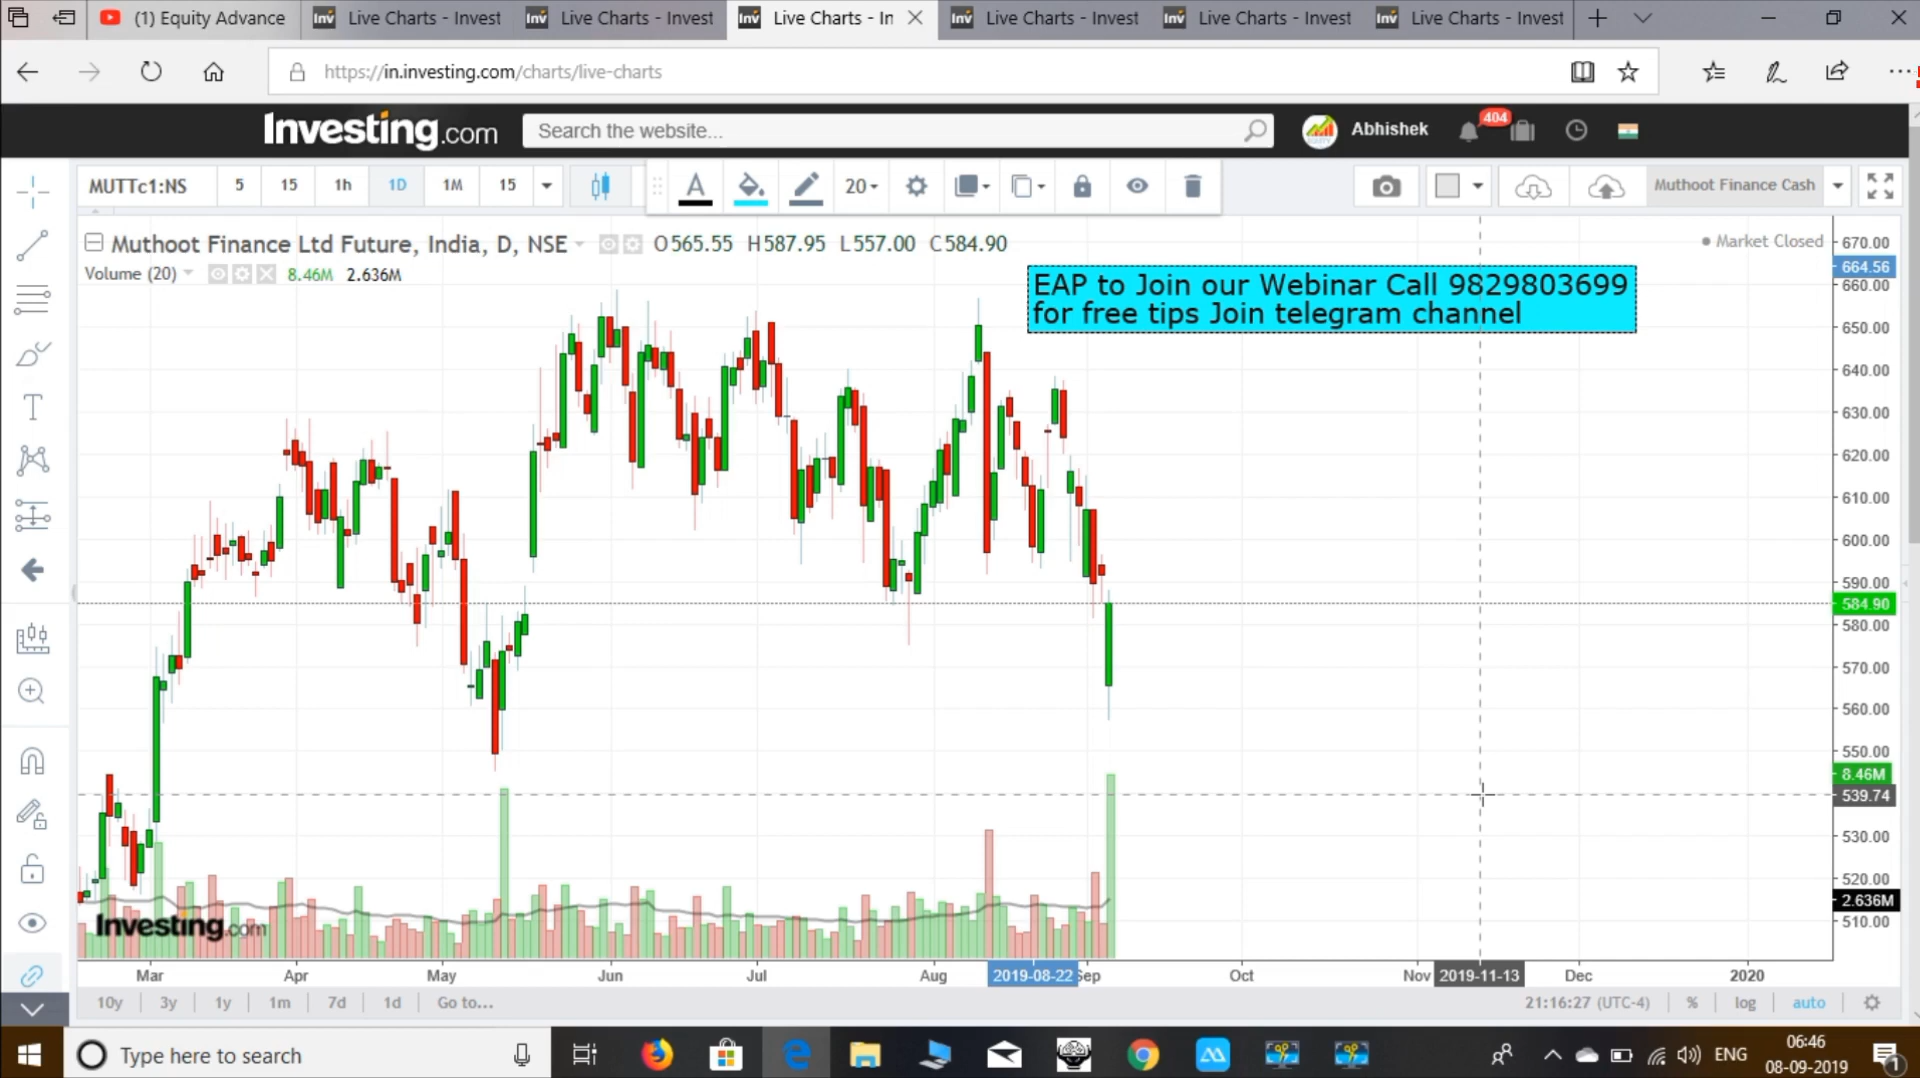 (1) Equity Advance
Live Charts - Invest
Live Charts - Invest
Live Charts - In
Live Charts - Invest
Live Charts - Invest
Live Charts - Invest
https://in.investing.com/charts/live-charts
Investing.com
Search the website...
Abhishek
404
MUTTc1:NS
5
15
1h
1D
1M
15
A
20
Muthoot Finance Cash
Muthoot Finance Ltd Future, India, D, NSE
O565.55 H587.95 L557.00 C584.90
Market Closed
Volume (20)
8.46M 2.636M
EAP to Join our Webinar Call 9829803699
for free tips Join telegram channel
670.00
664.56
660.00
650.00
640.00
630.00
620.00
610.00
600.00
590.00
584.90
580.00
570.00
560.00
550.00
8.46M
539.74
530.00
520.00
2.636M
510.00
Investing.com
Mar Apr May Jun Jul Aug 2019-08-22 Sep Oct Nov 2019-11-13 Dec 2020
10y 3y 1y 1m 7d 1d Go to...
21:16:27 (UTC-4) % log auto
Type here to search
ENG
06:46
08-09-2019
1